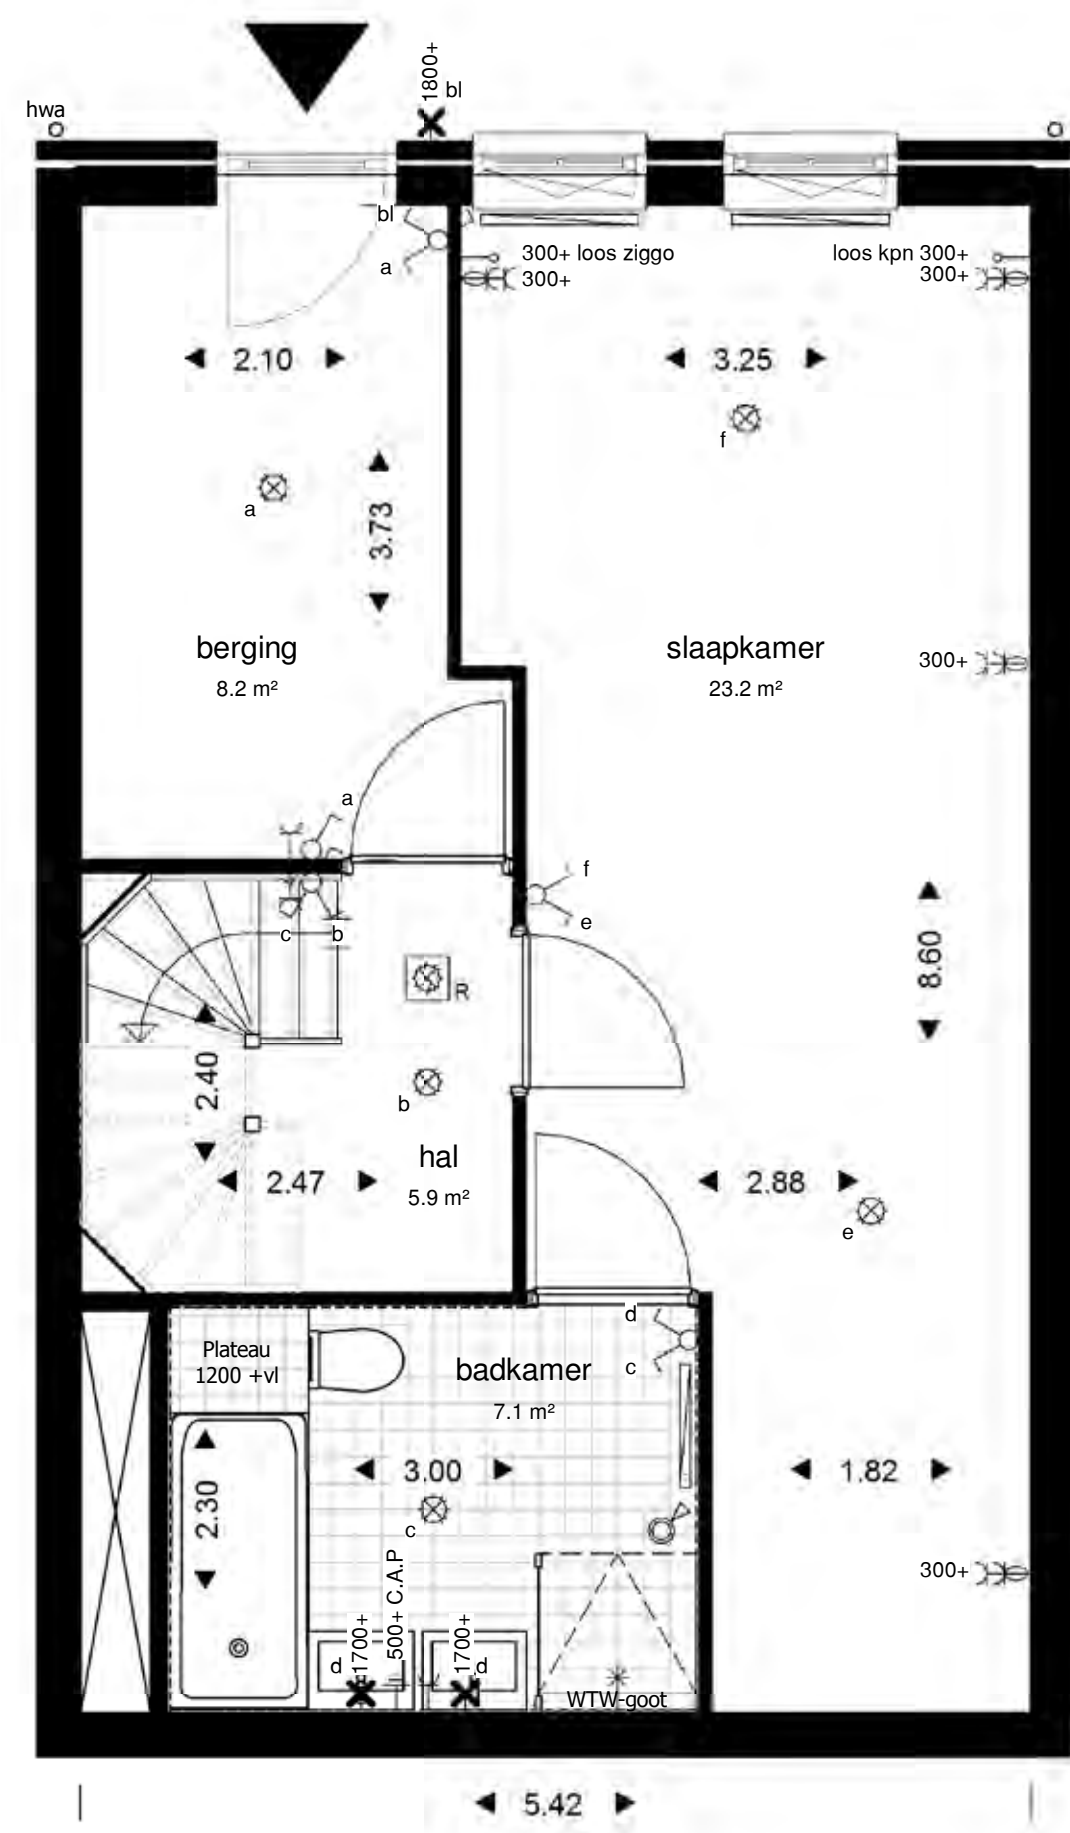 1800+
bl
hwa
bl
a
300+ loos ziggo
300+
loos kpn 300+
300+
2.10
3.25
f
a
3.73
berging
8.2 m²
slaapkamer
23.2 m²
300+
a
f
e
c
b
R
8.60
2.40
b
hal
5.9 m²
2.47
2.88
e
d
c
Plateau
1200 +vl
badkamer
7.1 m²
2.30
3.00
c
1.82
500+ C.A.P
300+
d
1700+
1700+
d
WTW-goot
5.42